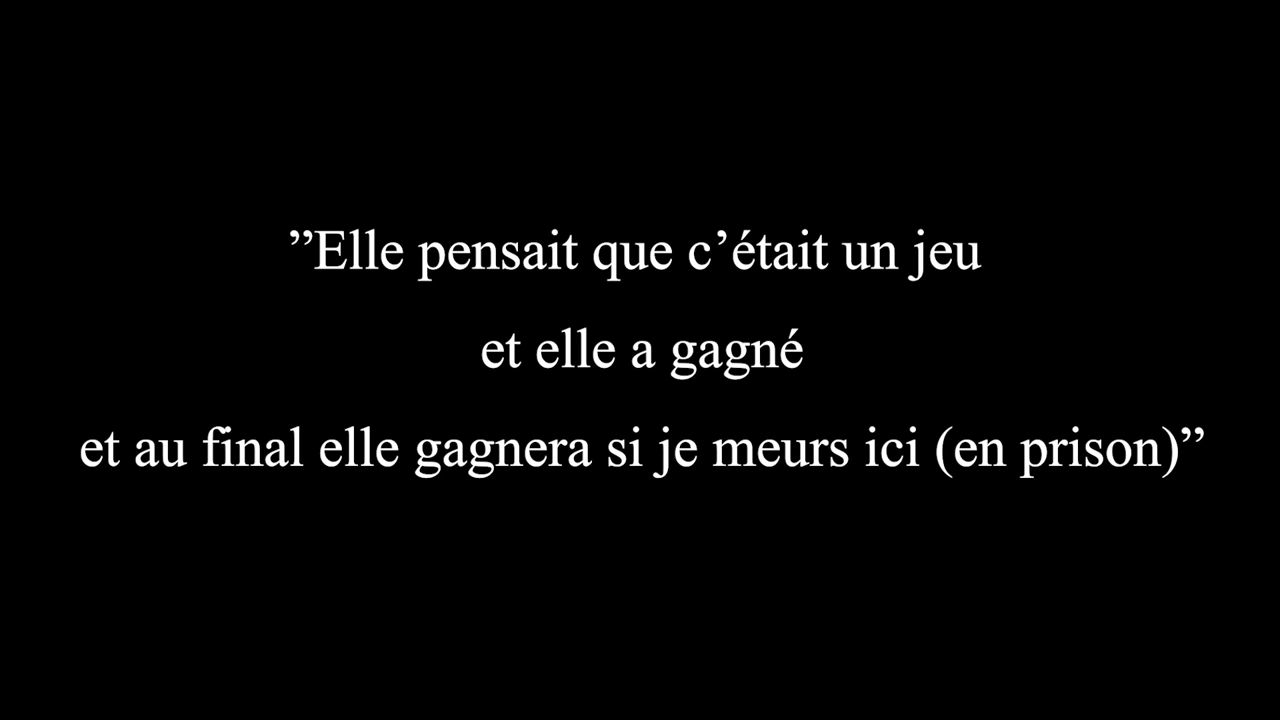 ”Elle pensait que c’était un jeu
et elle a gagné
et au final elle gagnera si je meurs ici (en prison)”